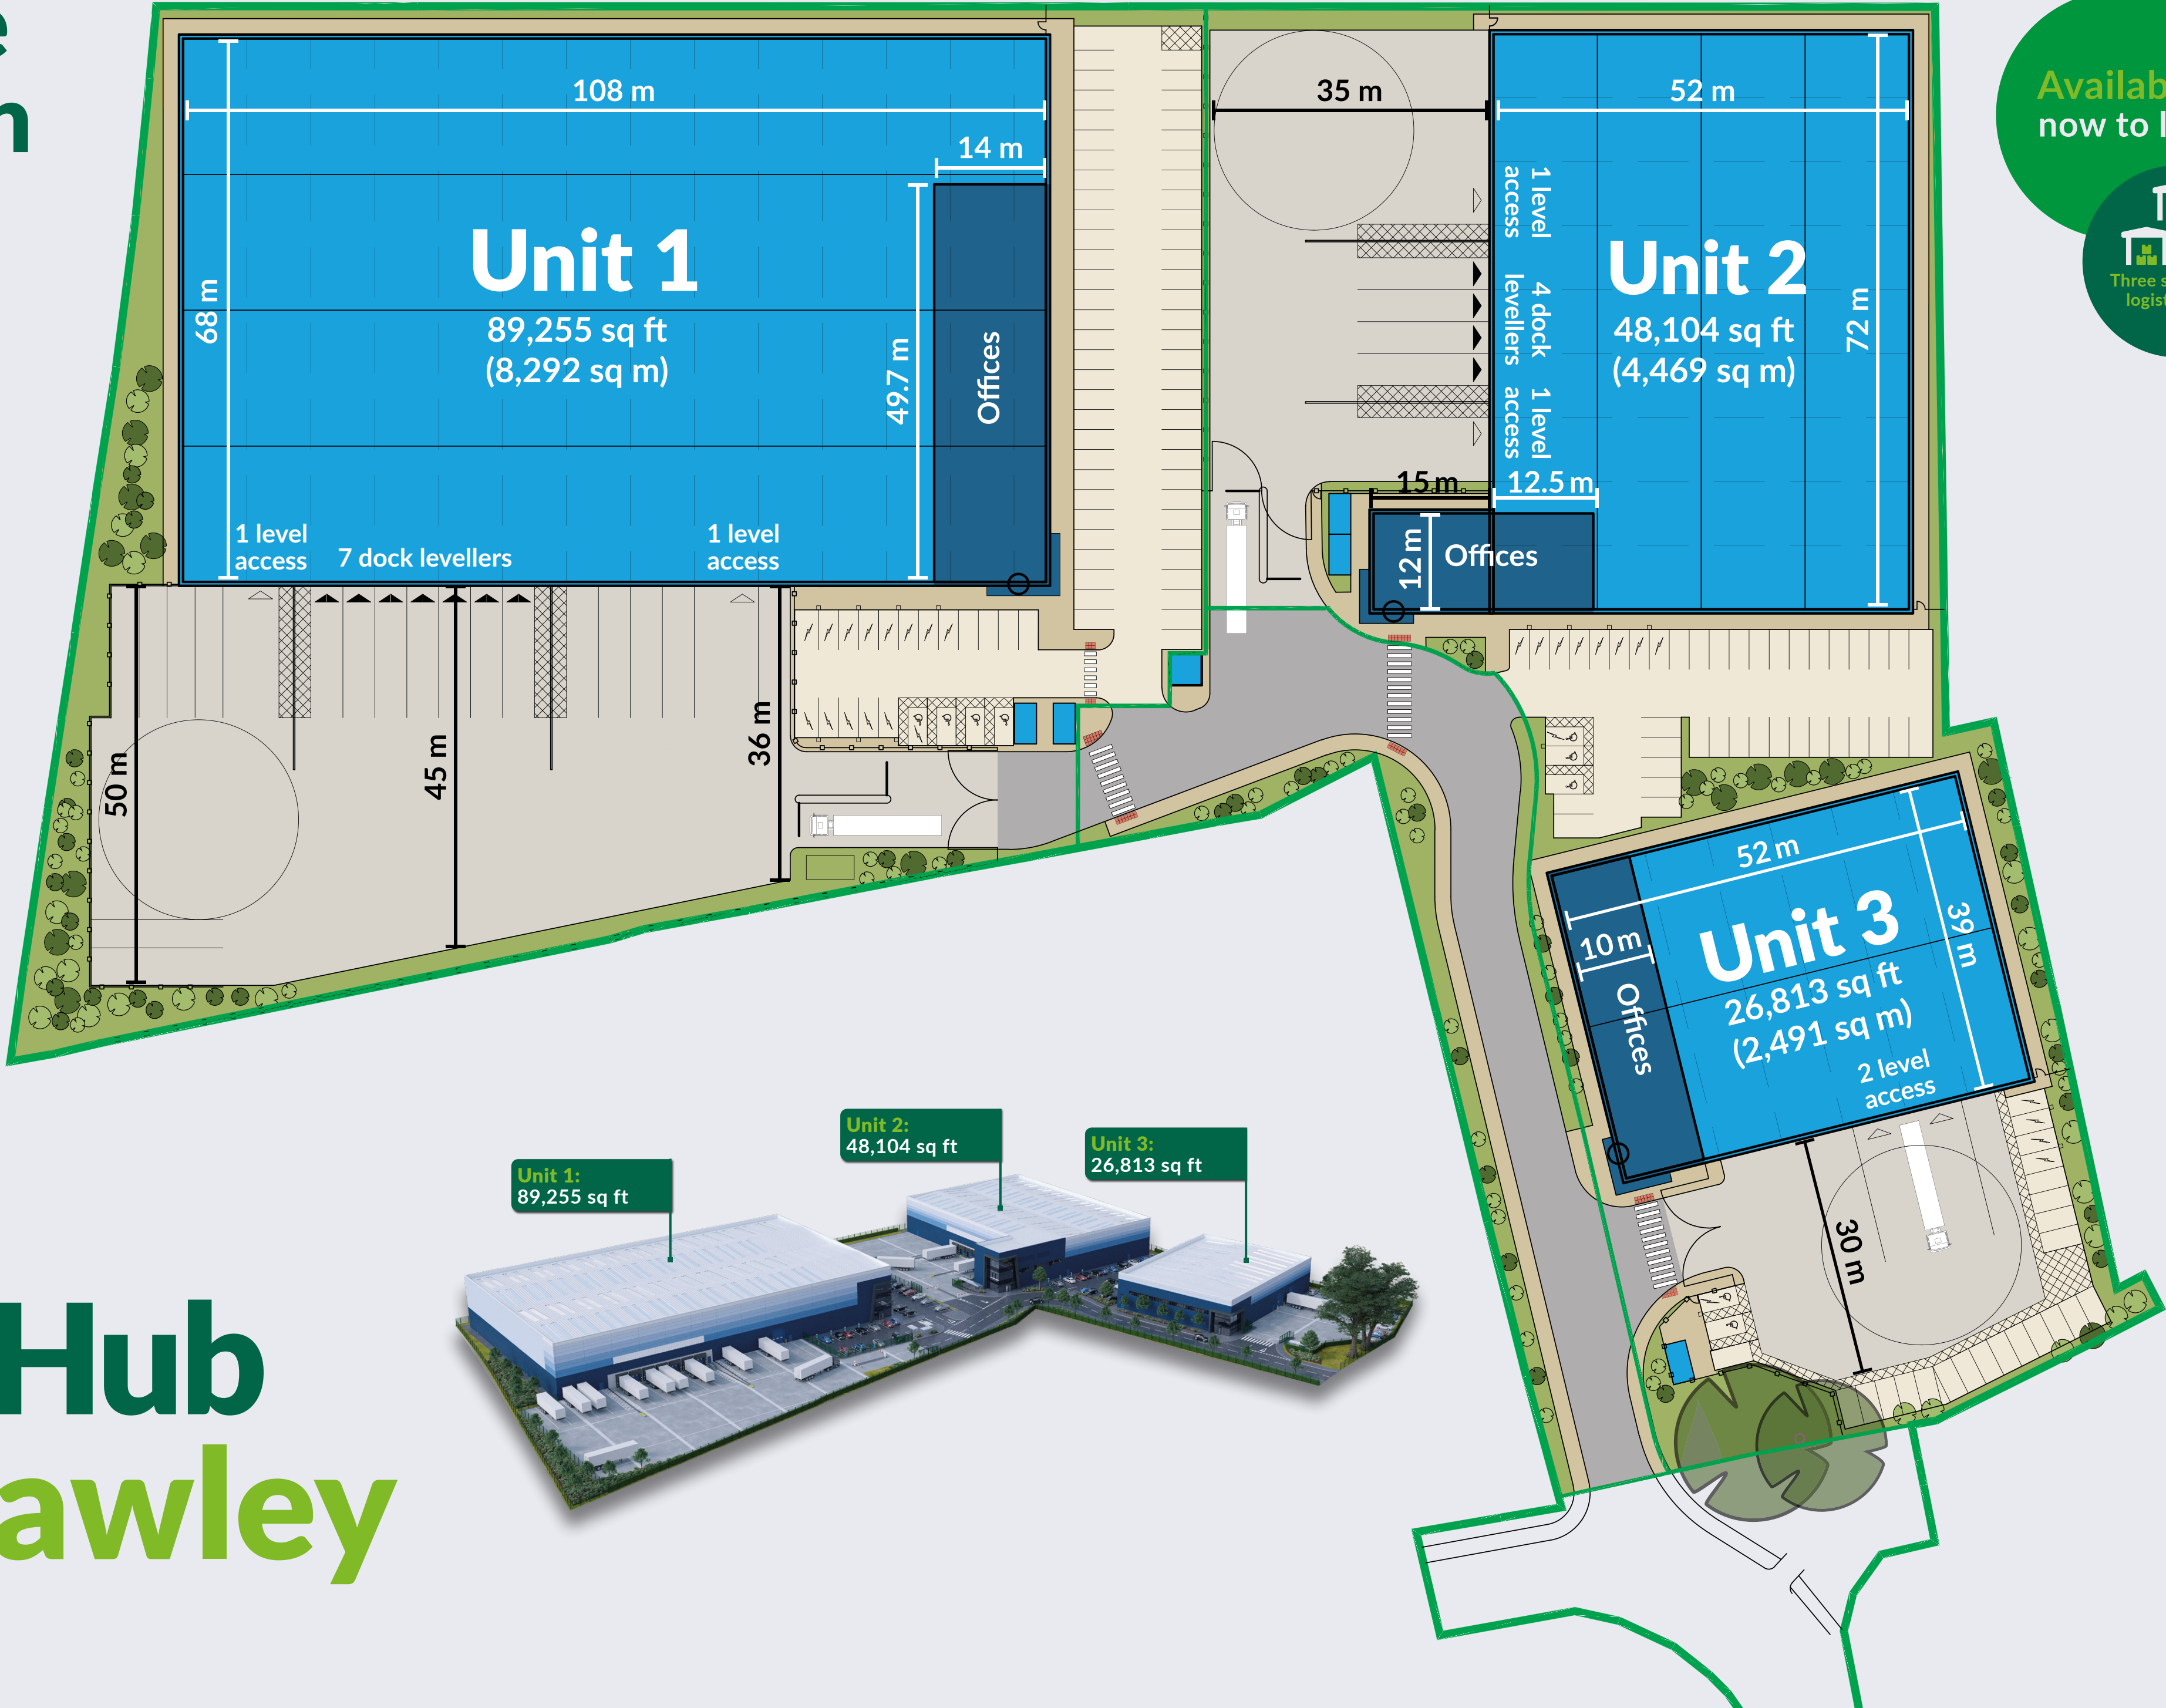 108 m
14 m
68 m
Unit 1
89,255 sq ft
(8,292 sq m)
49.7 m
Offices
1 level
access
7 dock levellers
1 level
access
50 m
45 m
36 m
35 m
52 m
1 level
access
4 dock
levellers
1 level
access
Unit 2
48,104 sq ft
(4,469 sq m)
72 m
15 m
12.5 m
12 m
Offices
52 m
10 m
39 m
Unit 3
26,813 sq ft
(2,491 sq m)
Offices
2 level
access
30 m
now to
Three
Unit 1:
89,255 sq ft
Unit 2:
48,104 sq ft
Unit 3:
26,813 sq ft
Hub